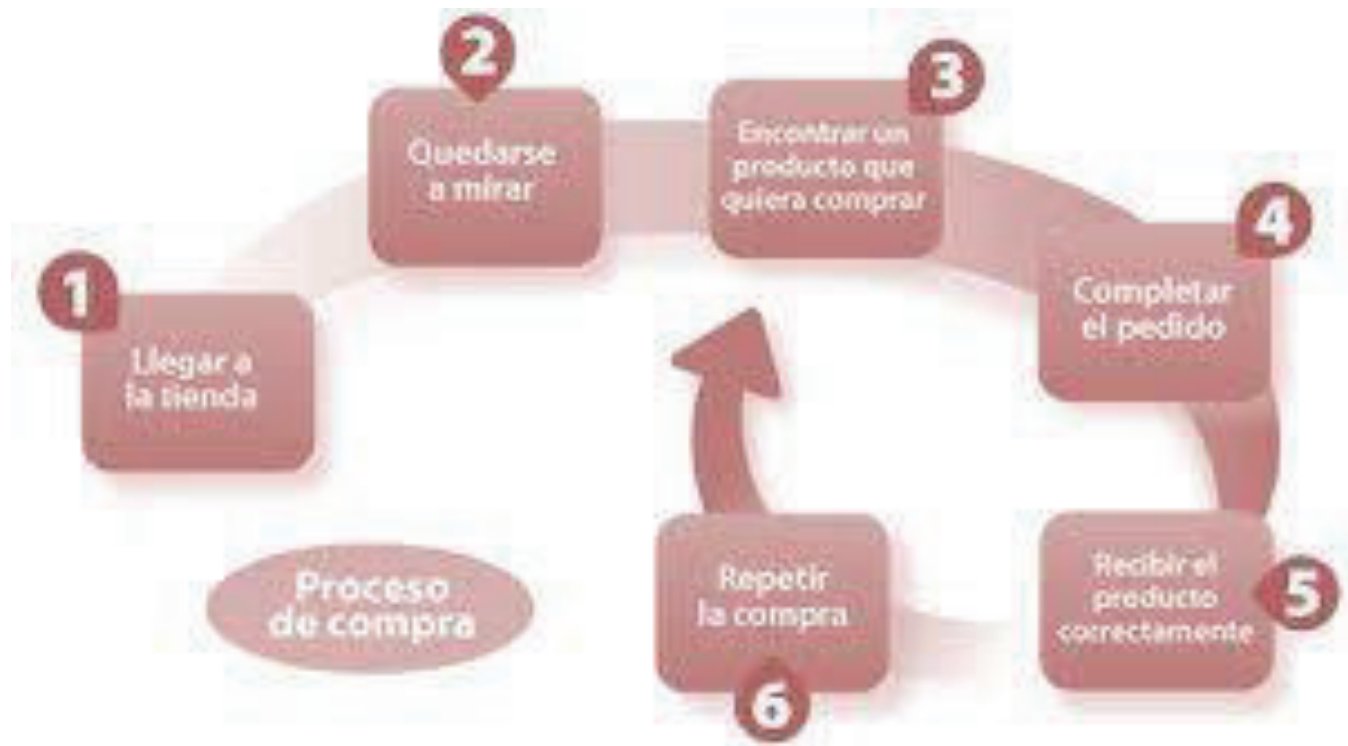 1
Llegar a
la tienda
2
Quedarse
a mirar
3
Encontrar un
producto que
quiera comprar
4
Completar
el pedido
5
Recibir el
producto
correctamente
6
Repetir
la compra
Proceso
de compra